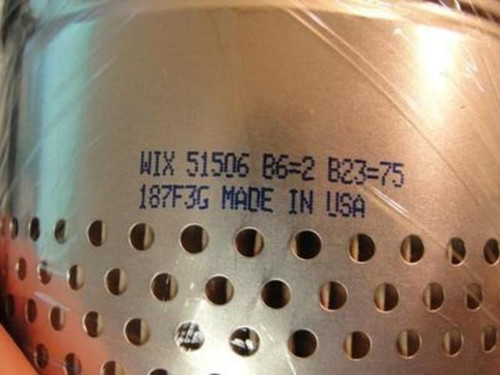 WIX 51506 B6=2 B23=75
187F3G MADE IN USA